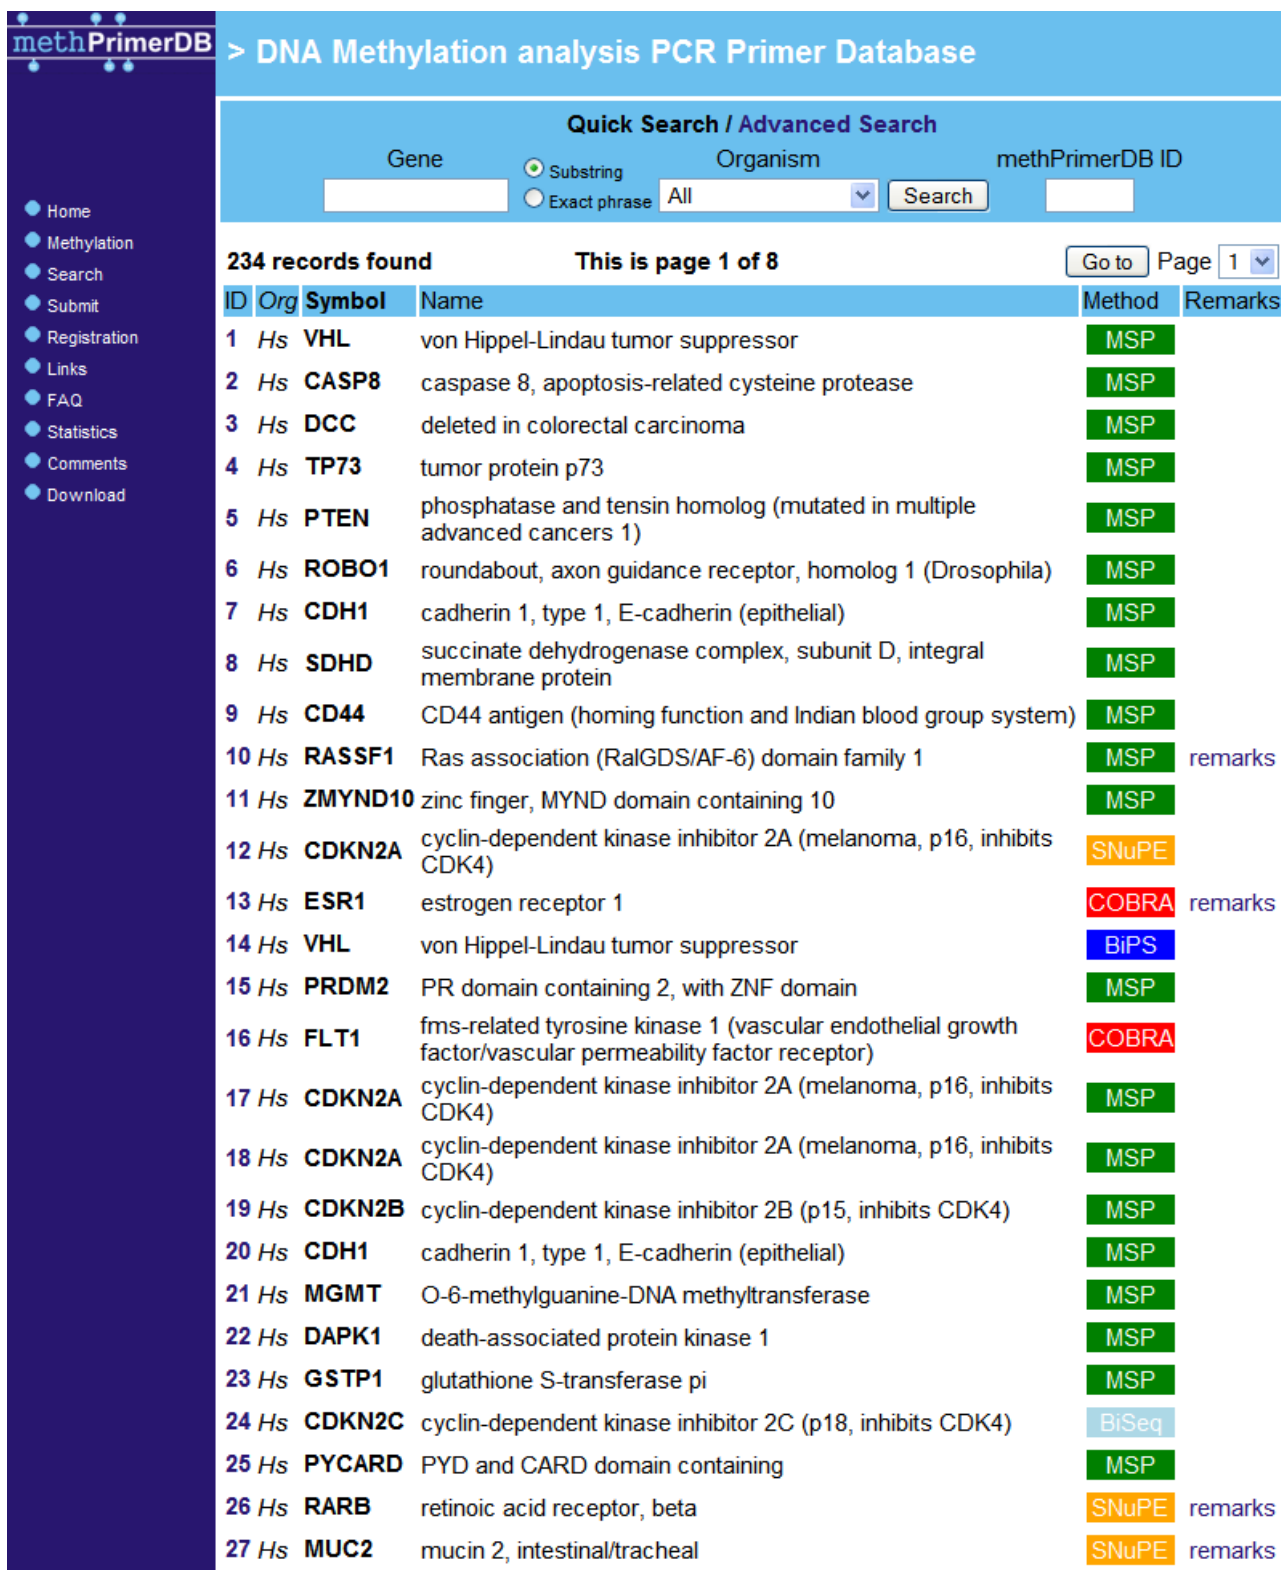 methPrimerDB
> DNA Methylation analysis PCR Primer Database
Quick Search / Advanced Search
Gene Substring Organism methPrimerDB ID
Exact phrase All Search
Home
Methylation
Search
Submit
Registration
Links
FAQ
Statistics
Comments
Download
234 records found This is page 1 of 8 Go to Page 1
ID Org Symbol Name Method Remarks
1 Hs VHL von Hippel-Lindau tumor suppressor MSP
2 Hs CASP8 caspase 8, apoptosis-related cysteine protease MSP
3 Hs DCC deleted in colorectal carcinoma MSP
4 Hs TP73 tumor protein p73 MSP
5 Hs PTEN phosphatase and tensin homolog (mutated in multiple
advanced cancers 1) MSP
6 Hs ROBO1 roundabout, axon guidance receptor, homolog 1 (Drosophila) MSP
7 Hs CDH1 cadherin 1, type 1, E-cadherin (epithelial) MSP
8 Hs SDHD succinate dehydrogenase complex, subunit D, integral
membrane protein MSP
9 Hs CD44 CD44 antigen (homing function and Indian blood group system) MSP
10 Hs RASSF1 Ras association (RalGDS/AF-6) domain family 1 MSP remarks
11 Hs ZMYND10 zinc finger, MYND domain containing 10 MSP
12 Hs CDKN2A cyclin-dependent kinase inhibitor 2A (melanoma, p16, inhibits
CDK4) SNuPE
13 Hs ESR1 estrogen receptor 1 COBRA remarks
14 Hs VHL von Hippel-Lindau tumor suppressor BiPS
15 Hs PRDM2 PR domain containing 2, with ZNF domain MSP
16 Hs FLT1 fms-related tyrosine kinase 1 (vascular endothelial growth
factor/vascular permeability factor receptor) COBRA
17 Hs CDKN2A cyclin-dependent kinase inhibitor 2A (melanoma, p16, inhibits
CDK4) MSP
18 Hs CDKN2A cyclin-dependent kinase inhibitor 2A (melanoma, p16, inhibits
CDK4) MSP
19 Hs CDKN2B cyclin-dependent kinase inhibitor 2B (p15, inhibits CDK4) MSP
20 Hs CDH1 cadherin 1, type 1, E-cadherin (epithelial) MSP
21 Hs MGMT O-6-methylguanine-DNA methyltransferase MSP
22 Hs DAPK1 death-associated protein kinase 1 MSP
23 Hs GSTP1 glutathione S-transferase pi MSP
24 Hs CDKN2C cyclin-dependent kinase inhibitor 2C (p18, inhibits CDK4) BiSeq
25 Hs PYCARD PYD and CARD domain containing MSP
26 Hs RARB retinoic acid receptor, beta SNuPE remarks
27 Hs MUC2 mucin 2, intestinal/tracheal SNuPE remarks